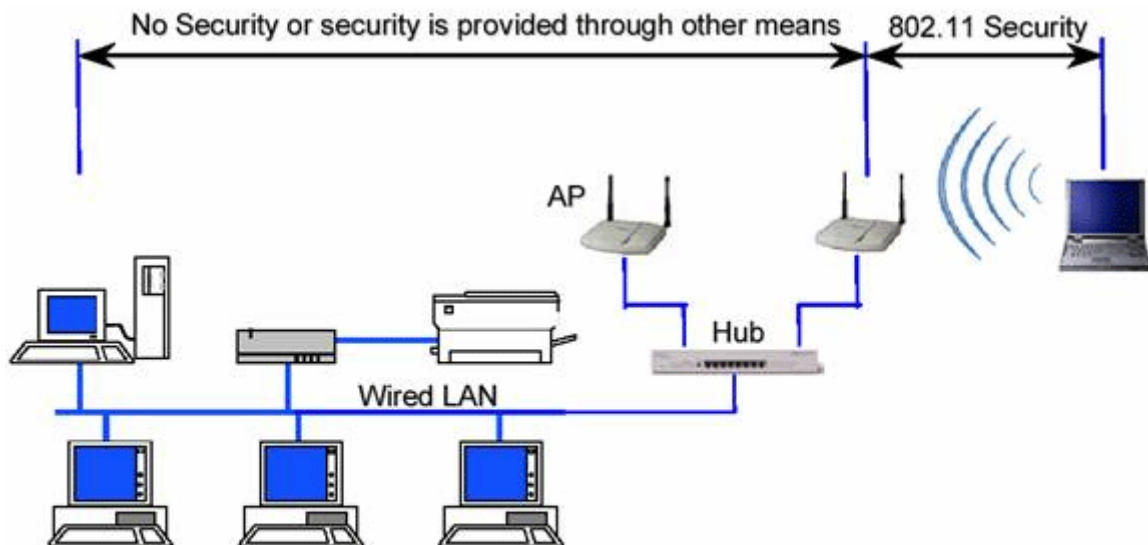 No Security or security is provided through other means
802.11 Security
AP
Hub
Wired LAN